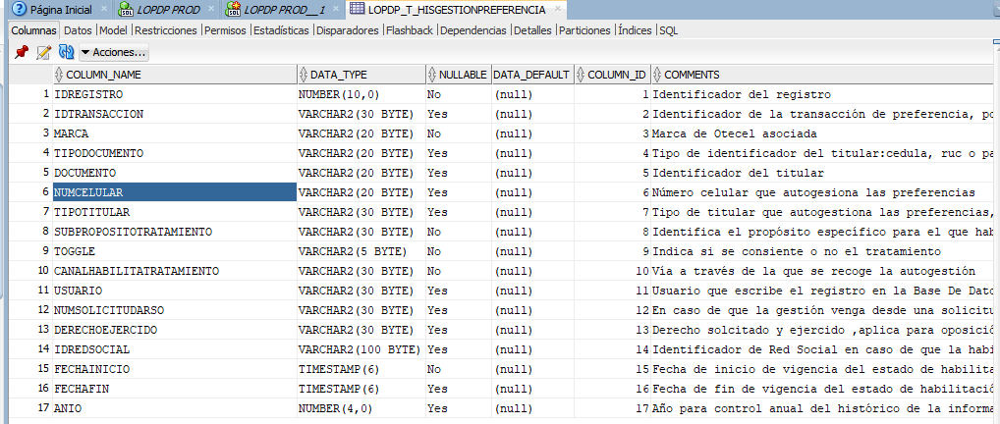 Página Inicial LOPDP PROD LOPDP PROD__1 LOPDP_T_HISGESTIONPREFERENCIA
Columnas Datos Model Restricciones Permisos Estadísticas Disparadores Flashback Dependencias Detalles Particiones Índices SQL
Acciones...
COLUMN_NAME DATA_TYPE NULLABLE DATA_DEFAULT COLUMN_ID COMMENTS
1 IDREGISTRO NUMBER(10,0) No (null) 1 Identificador del registro
2 IDTRANSACCION VARCHAR2(30 BYTE) Yes (null) 2 Identificador de la transacción de preferencia, po
3 MARCA VARCHAR2(20 BYTE) No (null) 3 Marca de Otecel asociada
4 TIPODOCUMENTO VARCHAR2(20 BYTE) Yes (null) 4 Tipo de identificador del titular:cedula, ruc o pa
5 DOCUMENTO VARCHAR2(20 BYTE) Yes (null) 5 Identificador del titular
6 NUMCELULAR VARCHAR2(20 BYTE) Yes (null) 6 Número celular que autogesiona las preferencias
7 TIPOTITULAR VARCHAR2(30 BYTE) Yes (null) 7 Tipo de titular que autogestiona las preferencias,
8 SUBPROPOSITOTRATAMIENTO VARCHAR2(30 BYTE) No (null) 8 Identifica el propósito específico para el que hab
9 TOGGLE VARCHAR2(5 BYTE) No (null) 9 Indica si se consiente o no el tratamiento
10 CANALHABILITATRATAMIENTO VARCHAR2(30 BYTE) No (null) 10 Vía a través de la que se recoge la autogestión
11 USUARIO VARCHAR2(30 BYTE) Yes (null) 11 Usuario que escribe el registro en la Base De Dato
12 NUMSOLICITUDARSO VARCHAR2(30 BYTE) Yes (null) 12 En caso de que la gestión venga desde una solicitu
13 DERECHOEJERCIDO VARCHAR2(30 BYTE) Yes (null) 13 Derecho solcitado y ejercido ,aplica para oposició
14 IDREDSOCIAL VARCHAR2(100 BYTE) Yes (null) 14 Identificador de Red Social en caso de que la habi
15 FECHAINICIO TIMESTAMP(6) No (null) 15 Fecha de inicio de vigencia del estado de habilita
16 FECHAFIN TIMESTAMP(6) Yes (null) 16 Fecha de fin de vigencia del estado de habilitació
17 ANIO NUMBER(4,0) Yes (null) 17 Año para control anual del histórico de la informa